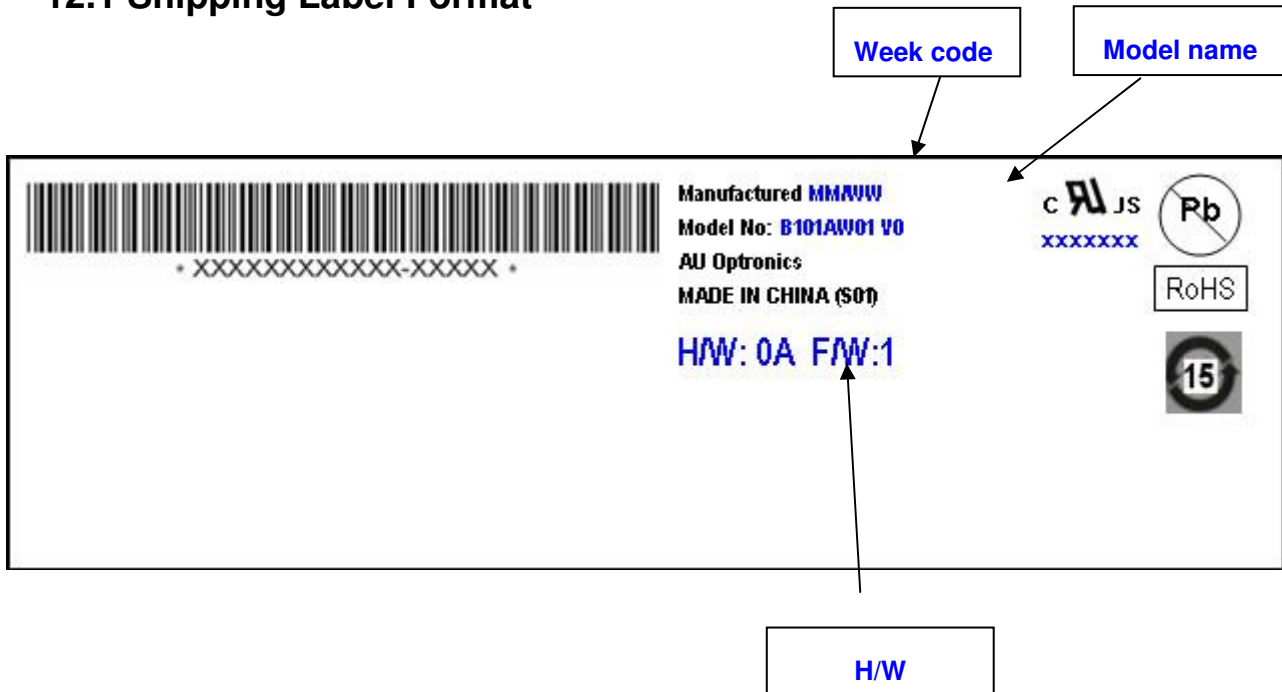 12.1 Shipping Label Format
Week code
Model name
Manufactured MM/WW
Model No: B101AW01 V0
AU Optronics
MADE IN CHINA (S01)
H/W: 0A F/W:1
* XXXXXXXXXXXX-XXXXX *
c RU US
XXXXXXX
Pb
RoHS
15
H/W